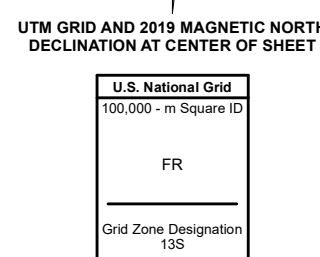 UTM GRID AND 2019 MAGNETIC NORTH
DECLINATION AT CENTER OF SHEET
U.S. National Grid
100,000 - m Square ID
FR
Grid Zone Designation
13S